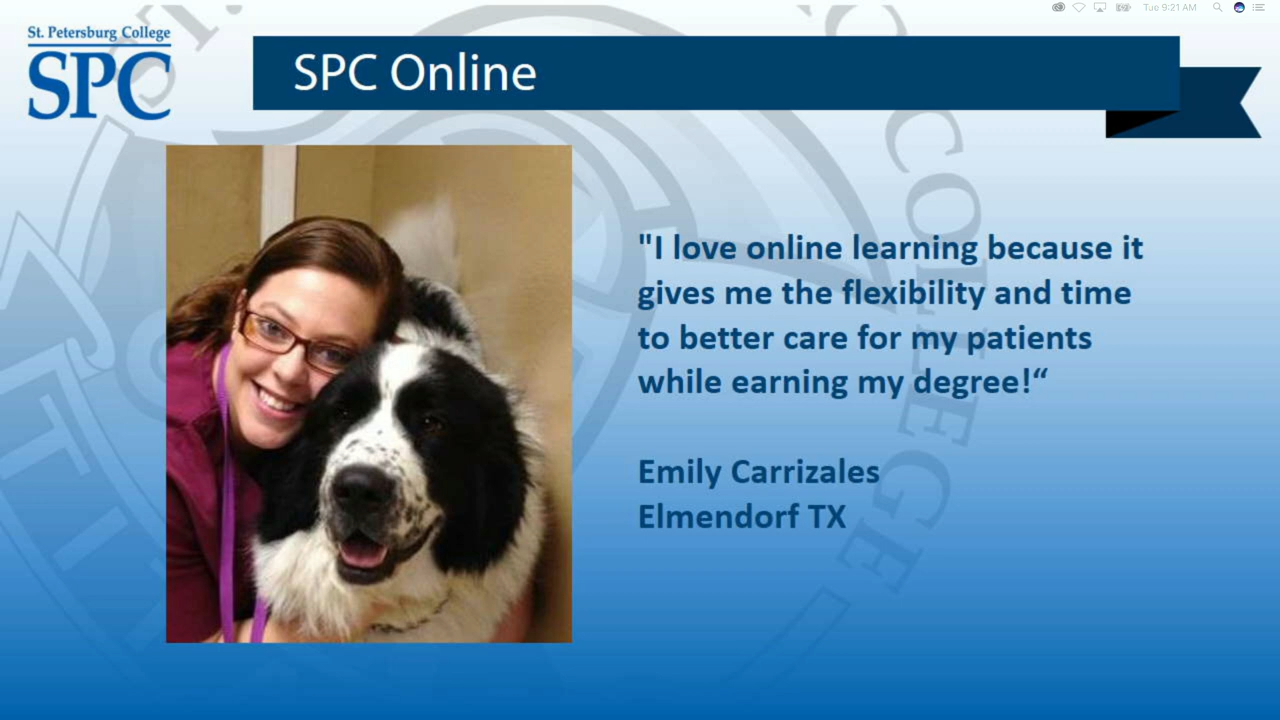 Tue 9:21 AM
St. Petersburg College
SPC
SPC Online
"I love online learning because it
gives me the flexibility and time
to better care for my patients
while earning my degree!“
Emily Carrizales
Elmendorf TX
COLLEGE